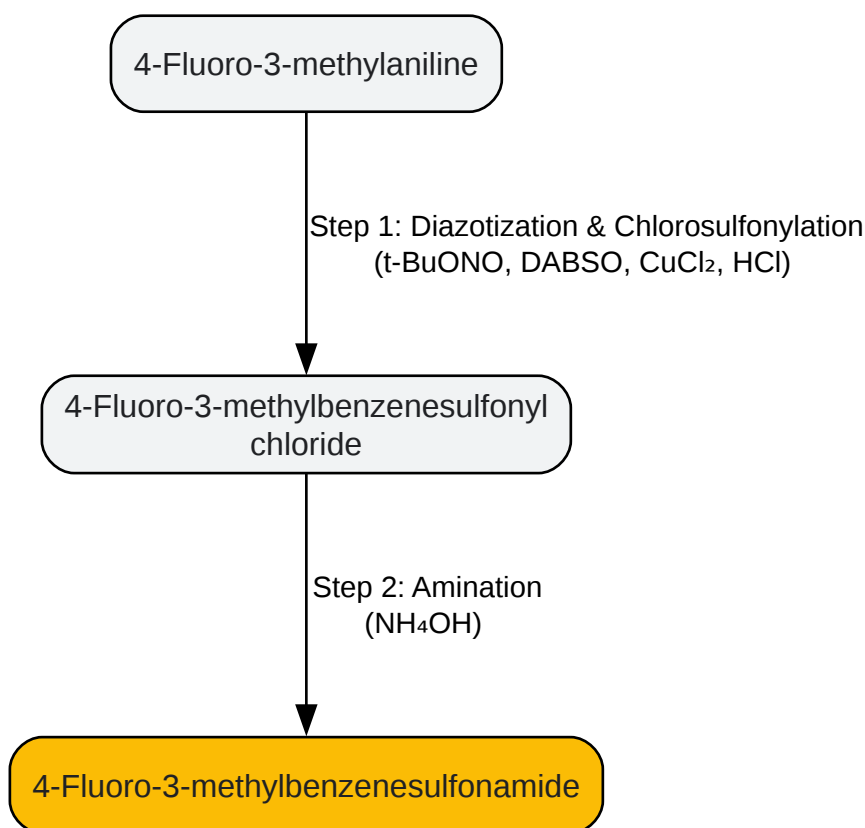 4-Fluoro-3-methylaniline
Step 1: Diazotization & Chlorosulfonylation
(t-BuONO, DABSO, CuCl₂, HCl)
4-Fluoro-3-methylbenzenesulfonyl
chloride
Step 2: Amination
(NH₄OH)
4-Fluoro-3-methylbenzenesulfonamide